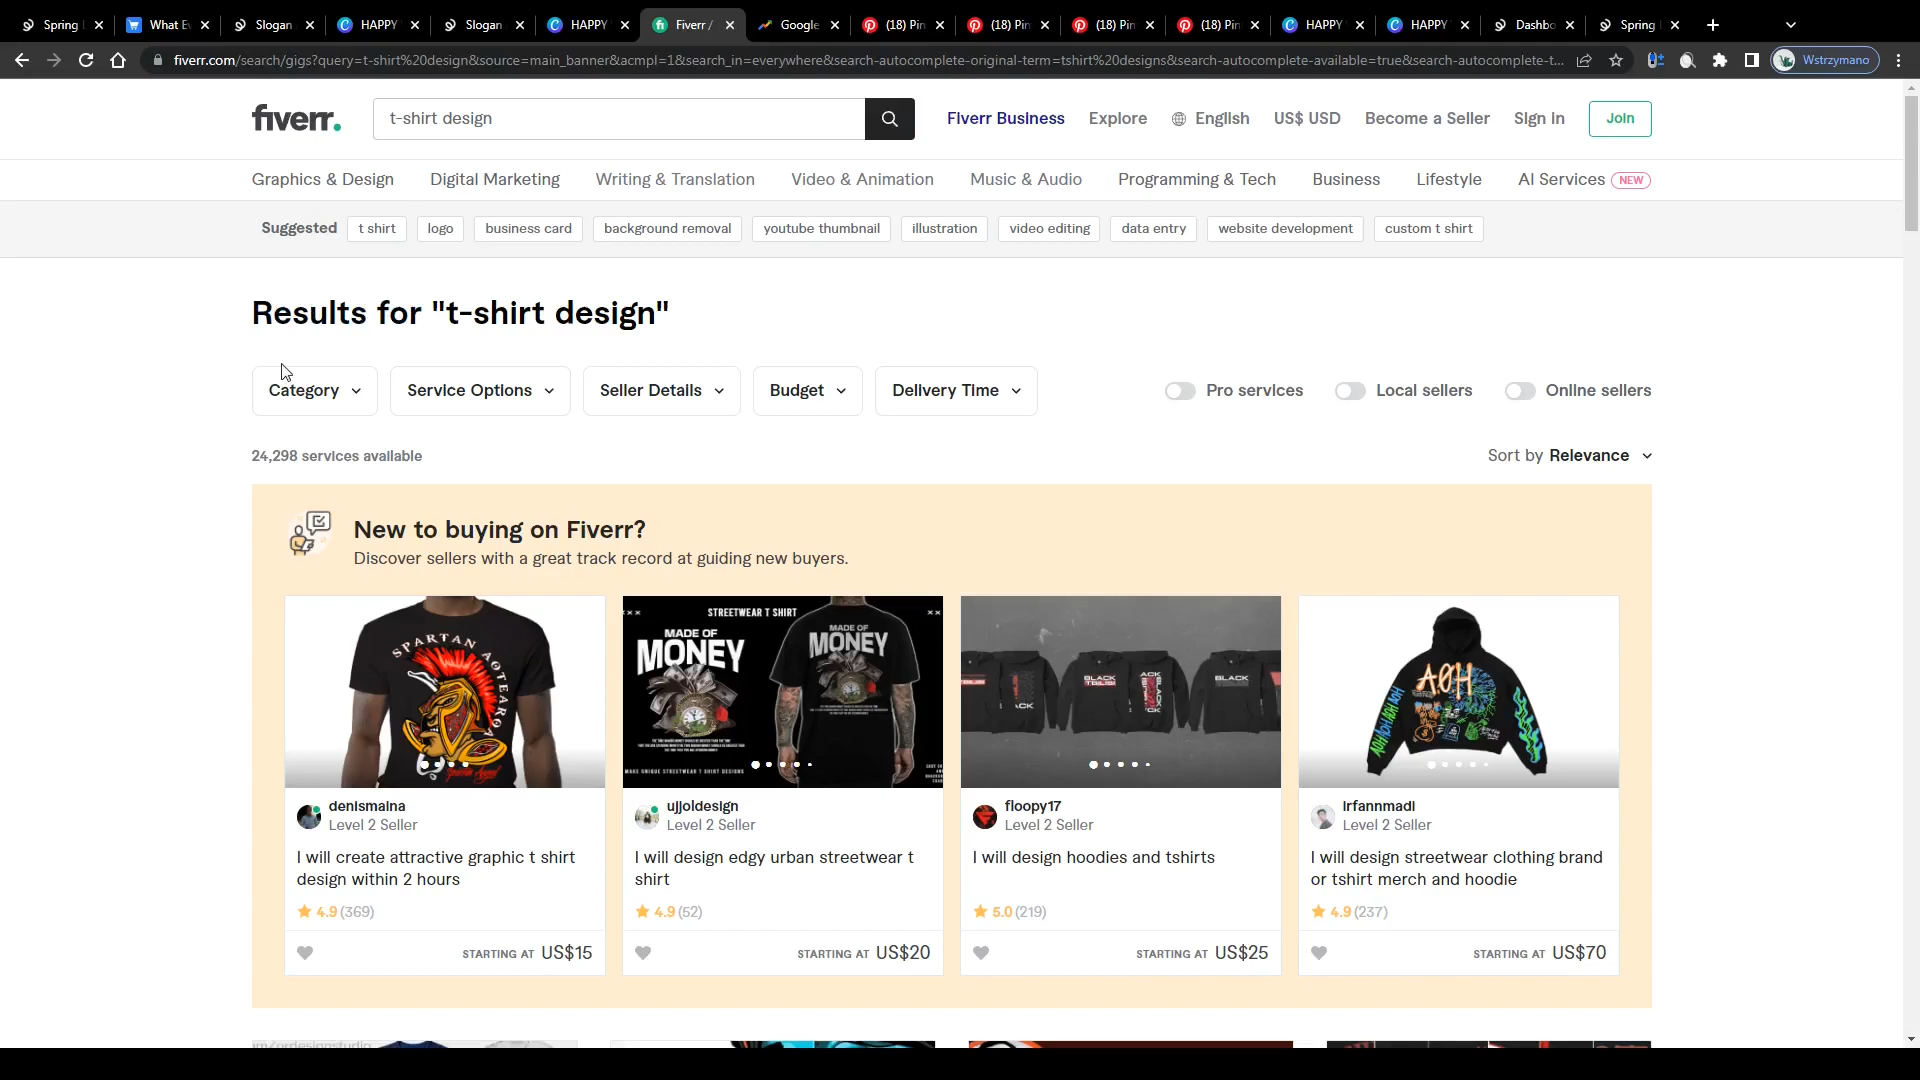 Spring
What E
Slogan
HAPPY
Slogan
HAPPY
Fiverr /
Google
(18) Pin
(18) Pin
(18) Pin
(18) Pin
HAPPY
HAPPY
Dashbo
Spring
fiverr.com/search/gigs?query=t-shirt%20design&source=main_banner&acmpl=1&search_in=everywhere&search-autocomplete-original-term=tshirt%20designs&search-autocomplete-available=true&search-autocomplete-t...
Wstrzymano
fiverr.
t-shirt design
Fiverr Business
Explore
English
US$ USD
Become a Seller
Sign in
Join
Graphics & Design
Digital Marketing
Writing & Translation
Video & Animation
Music & Audio
Programming & Tech
Business
Lifestyle
AI Services NEW
Suggested
t shirt
logo
business card
background removal
youtube thumbnail
illustration
video editing
data entry
website development
custom t shirt
Results for "t-shirt design"
Category
Service Options
Seller Details
Budget
Delivery Time
Pro services
Local sellers
Online sellers
24,298 services available
Sort by Relevance
New to buying on Fiverr?
Discover sellers with a great track record at guiding new buyers.
SPARTAN AOTEAROA
STREETWEAR T SHIRT
MADE OF
MONEY
MADE OF
MONEY
MAKE UNIQUE STREETWEAR T SHIRT DESIGNS
BLACK
BLACK
AØH
denismaina
Level 2 Seller
I will create attractive graphic t shirt
design within 2 hours
4.9 (369)
STARTING AT US$15
ujjoldesign
Level 2 Seller
I will design edgy urban streetwear t
shirt
4.9 (52)
STARTING AT US$20
floopy17
Level 2 Seller
I will design hoodies and tshirts
5.0 (219)
STARTING AT US$25
irfannmadi
Level 2 Seller
I will design streetwear clothing brand
or tshirt merch and hoodie
4.9 (237)
STARTING AT US$70